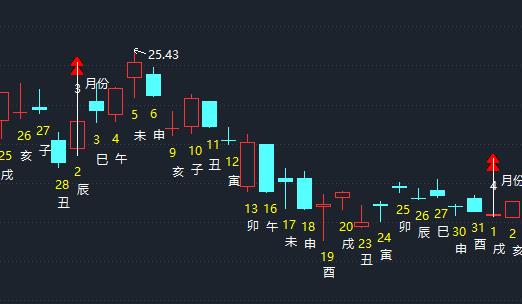 25.43
3 月份
25 戌
26 亥
27 子
28 丑
2 辰
3 巳
4 午
5 未
6 申
9 亥
10 子
11 丑
12 寅
13 卯
16 午
17 未
18 申
19 酉
20 戌
23 丑
24 寅
25 卯
26 辰
27 巳
30 申
31 酉
4 月份
1 戌
2 亥